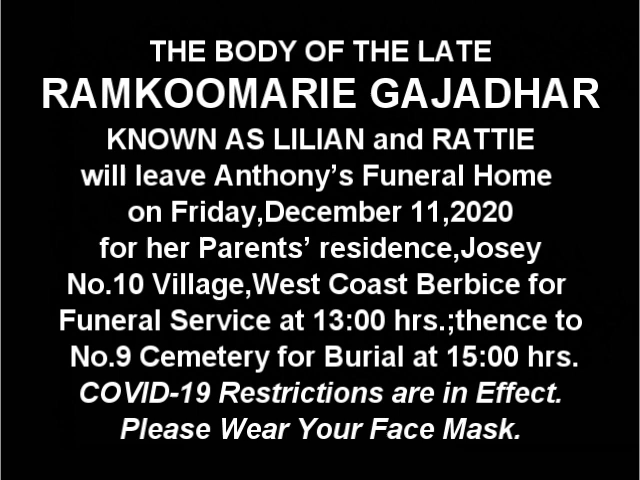 THE BODY OF THE LATE
RAMKOOMARIE GAJADHAR
KNOWN AS LILIAN and RATTIE
will leave Anthony's Funeral Home
on Friday,December 11,2020
for her Parents' residence,Josey
No.10 Village,West Coast Berbice for
Funeral Service at 13:00 hrs.;thence to
No.9 Cemetery for Burial at 15:00 hrs.
COVID-19 Restrictions are in Effect.
Please Wear Your Face Mask.